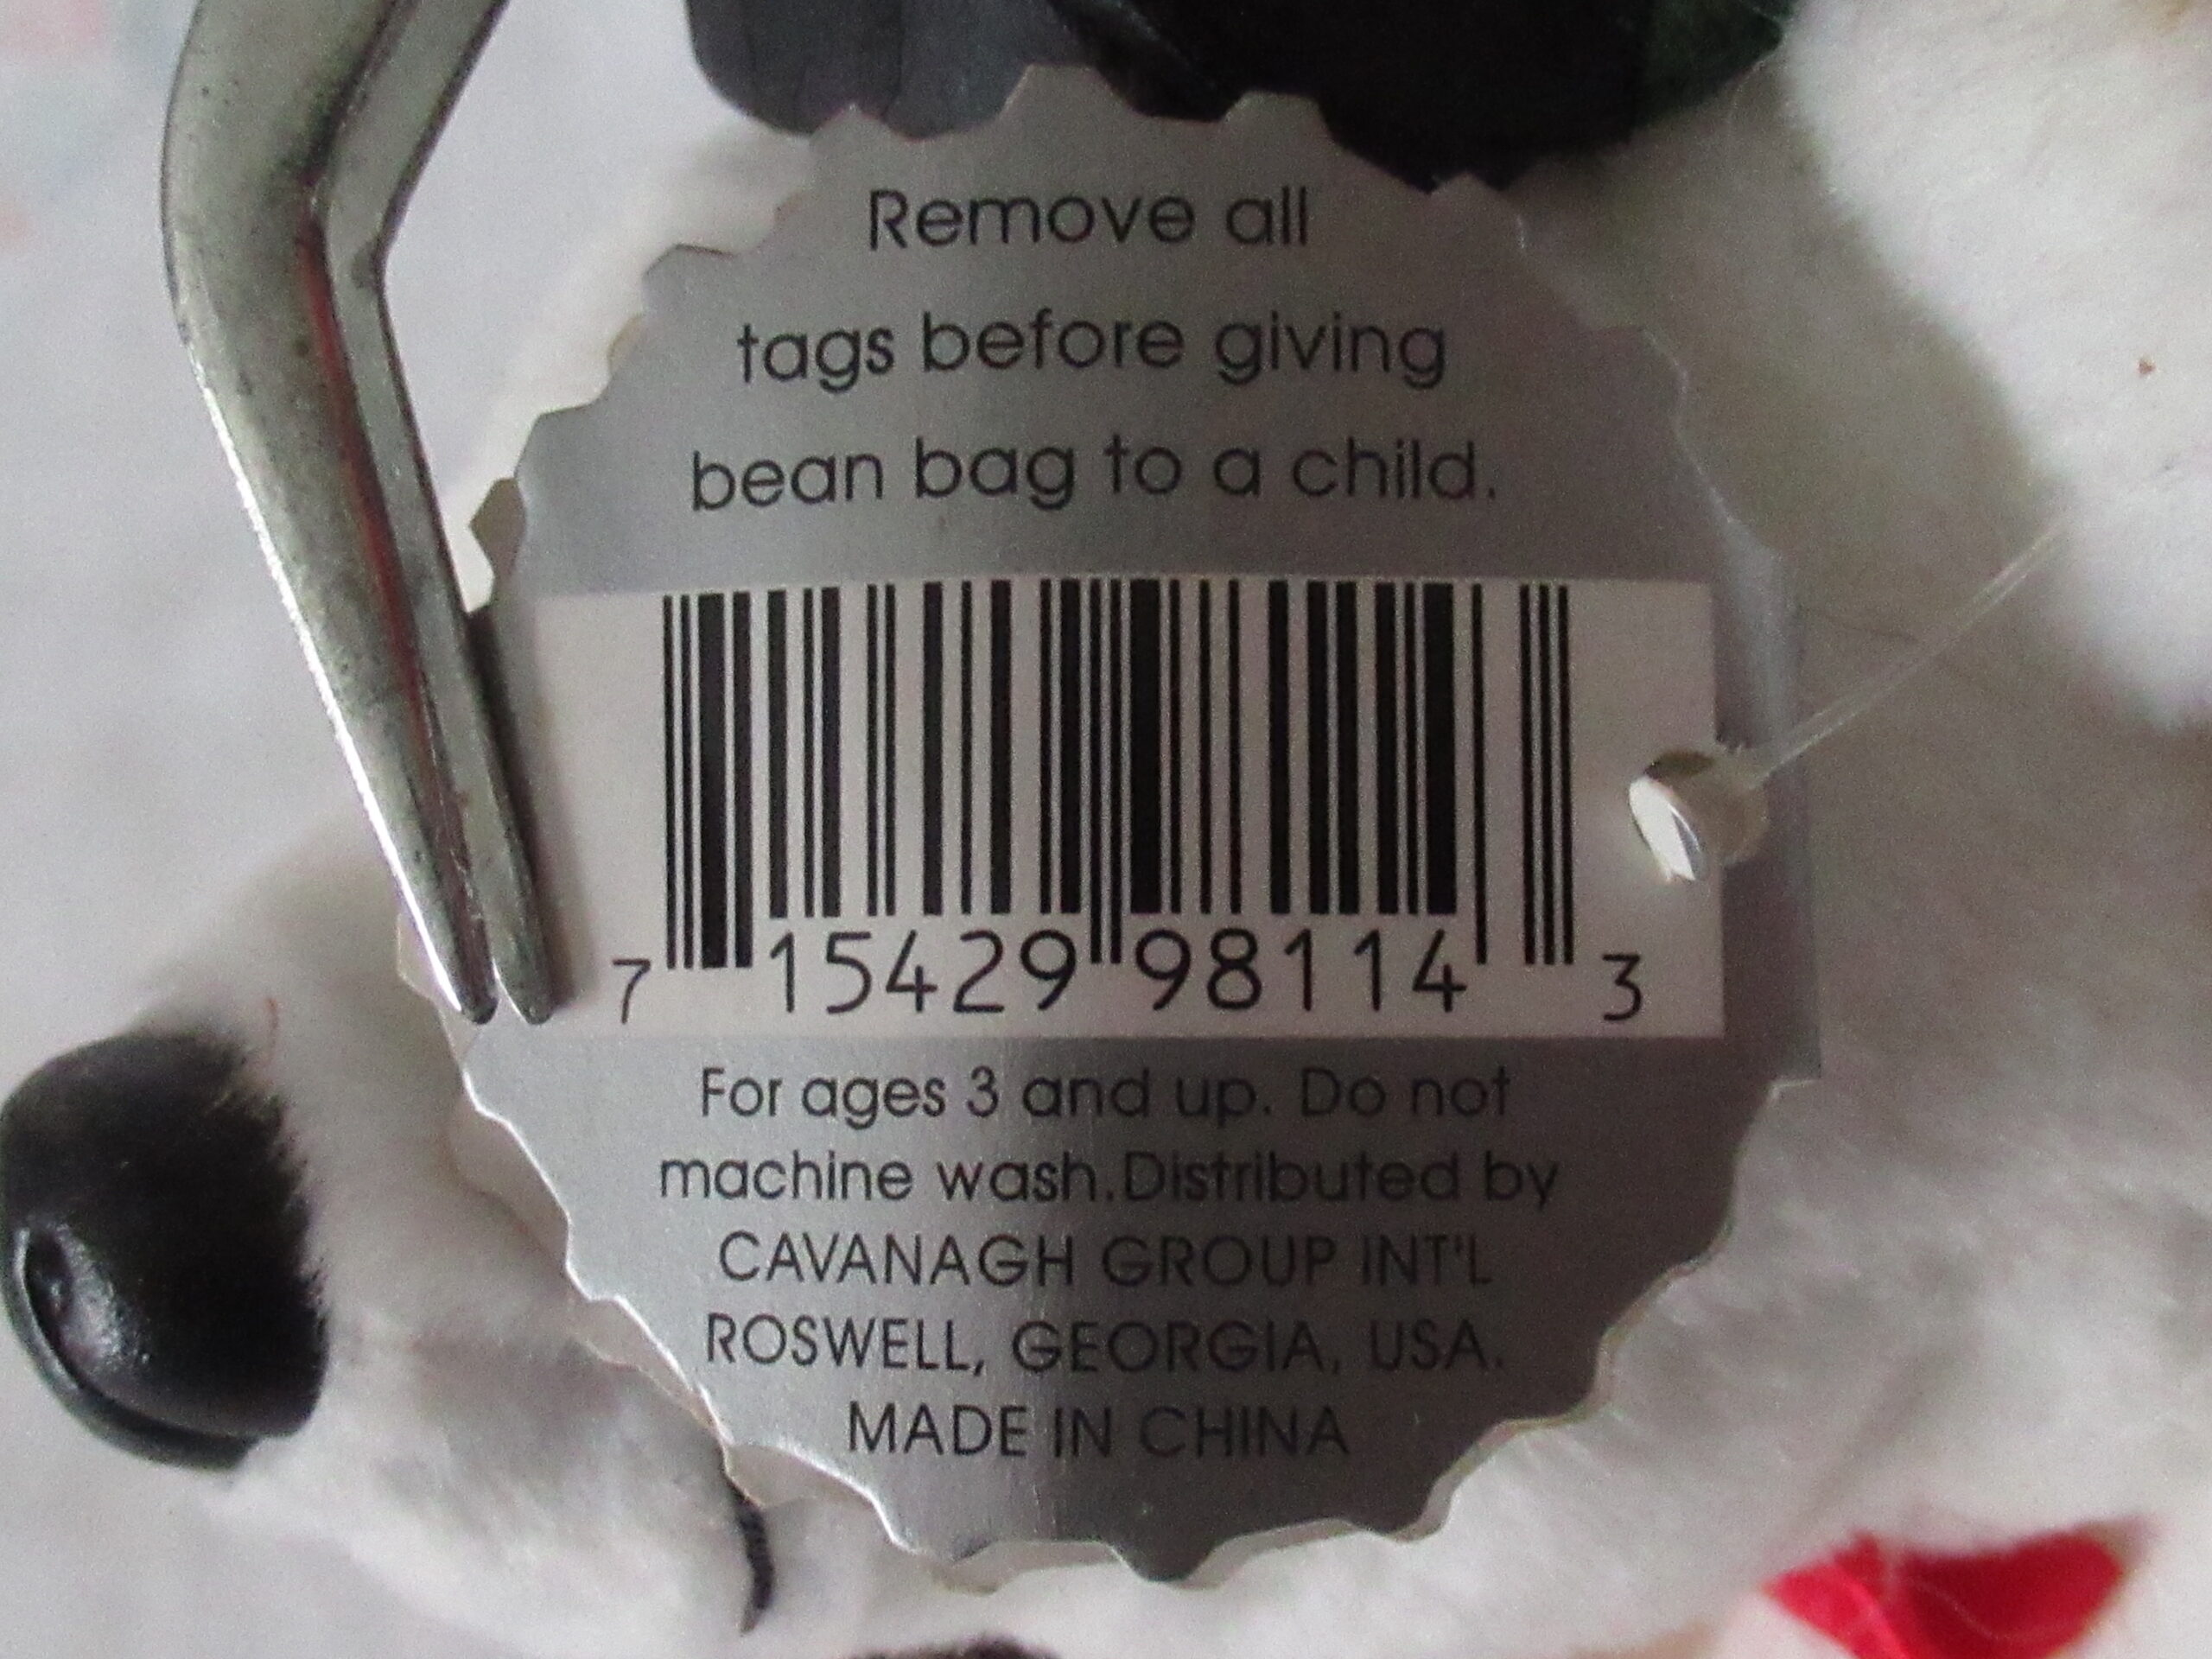 Remove all
tags before giving
bean bag to a child.
7 15429 98114 3
For ages 3 and up. Do not
machine wash.Distributed by
CAVANAGH GROUP INT'L
ROSWELL, GEORGIA, USA.
MADE IN CHINA